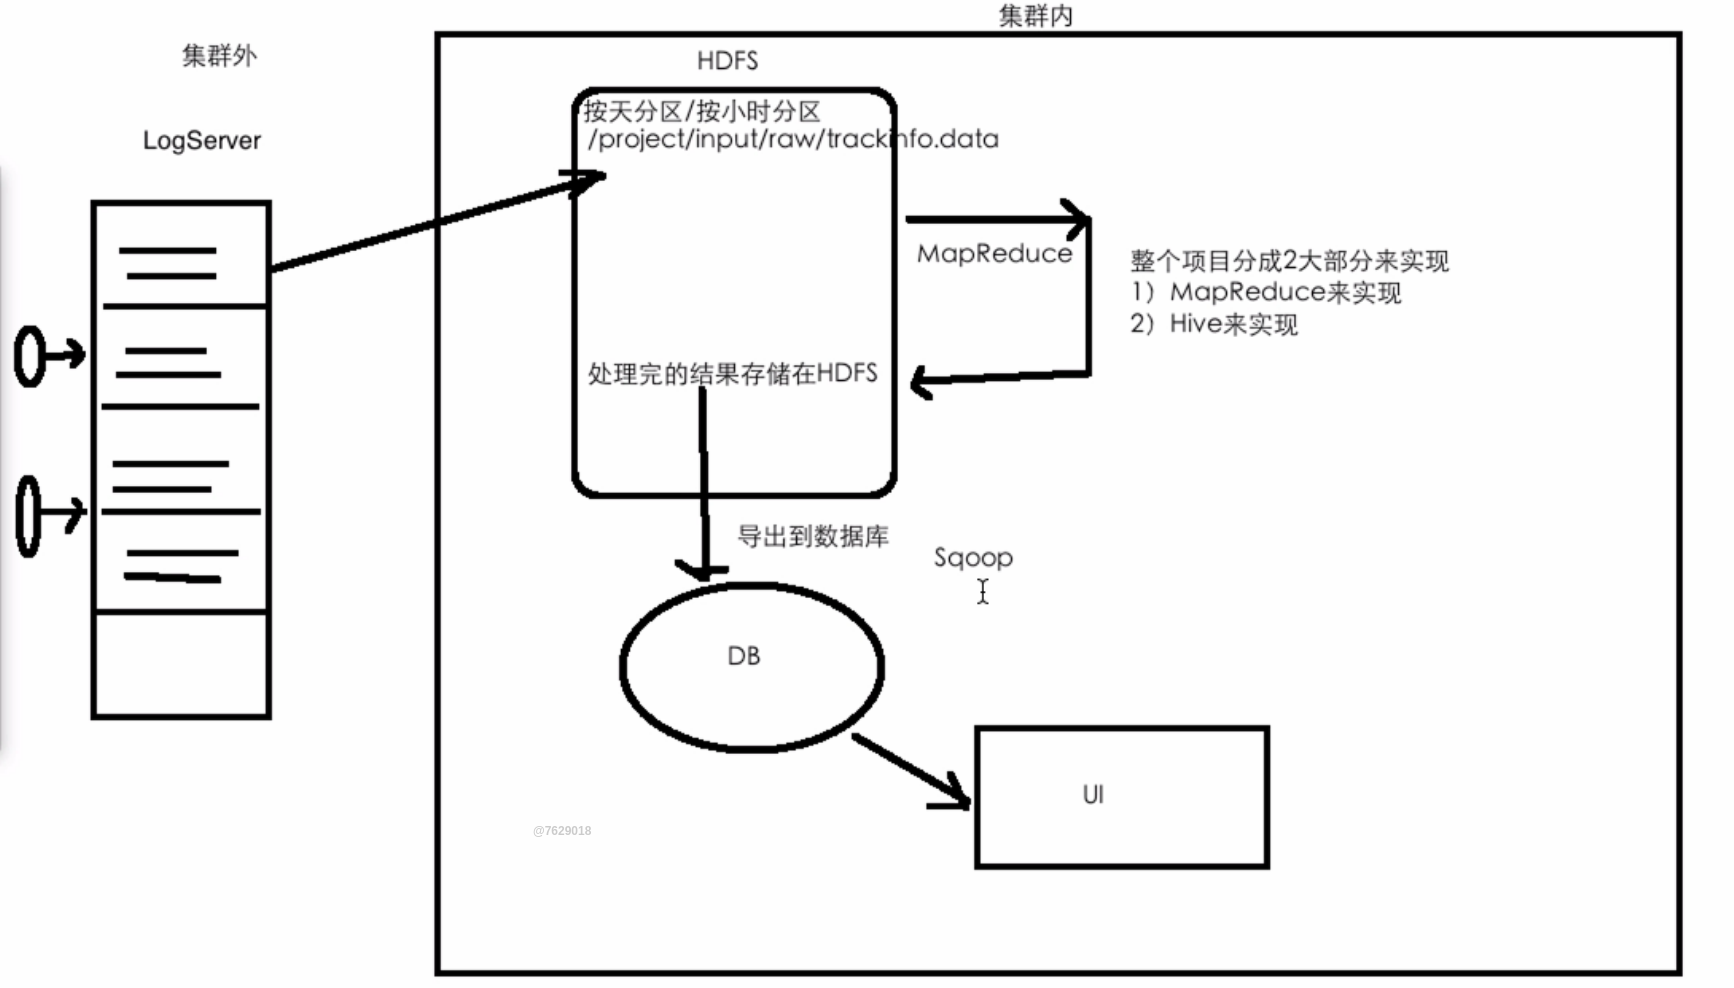 集群内
集群外
HDFS
LogServer
按天分区/按小时分区
/project/input/raw/trackinfo.data
MapReduce
整个项目分成2大部分来实现
1）MapReduce来实现
2）Hive来实现
处理完的结果存储在HDFS
导出到数据库
Sqoop
DB
UI
@7629018